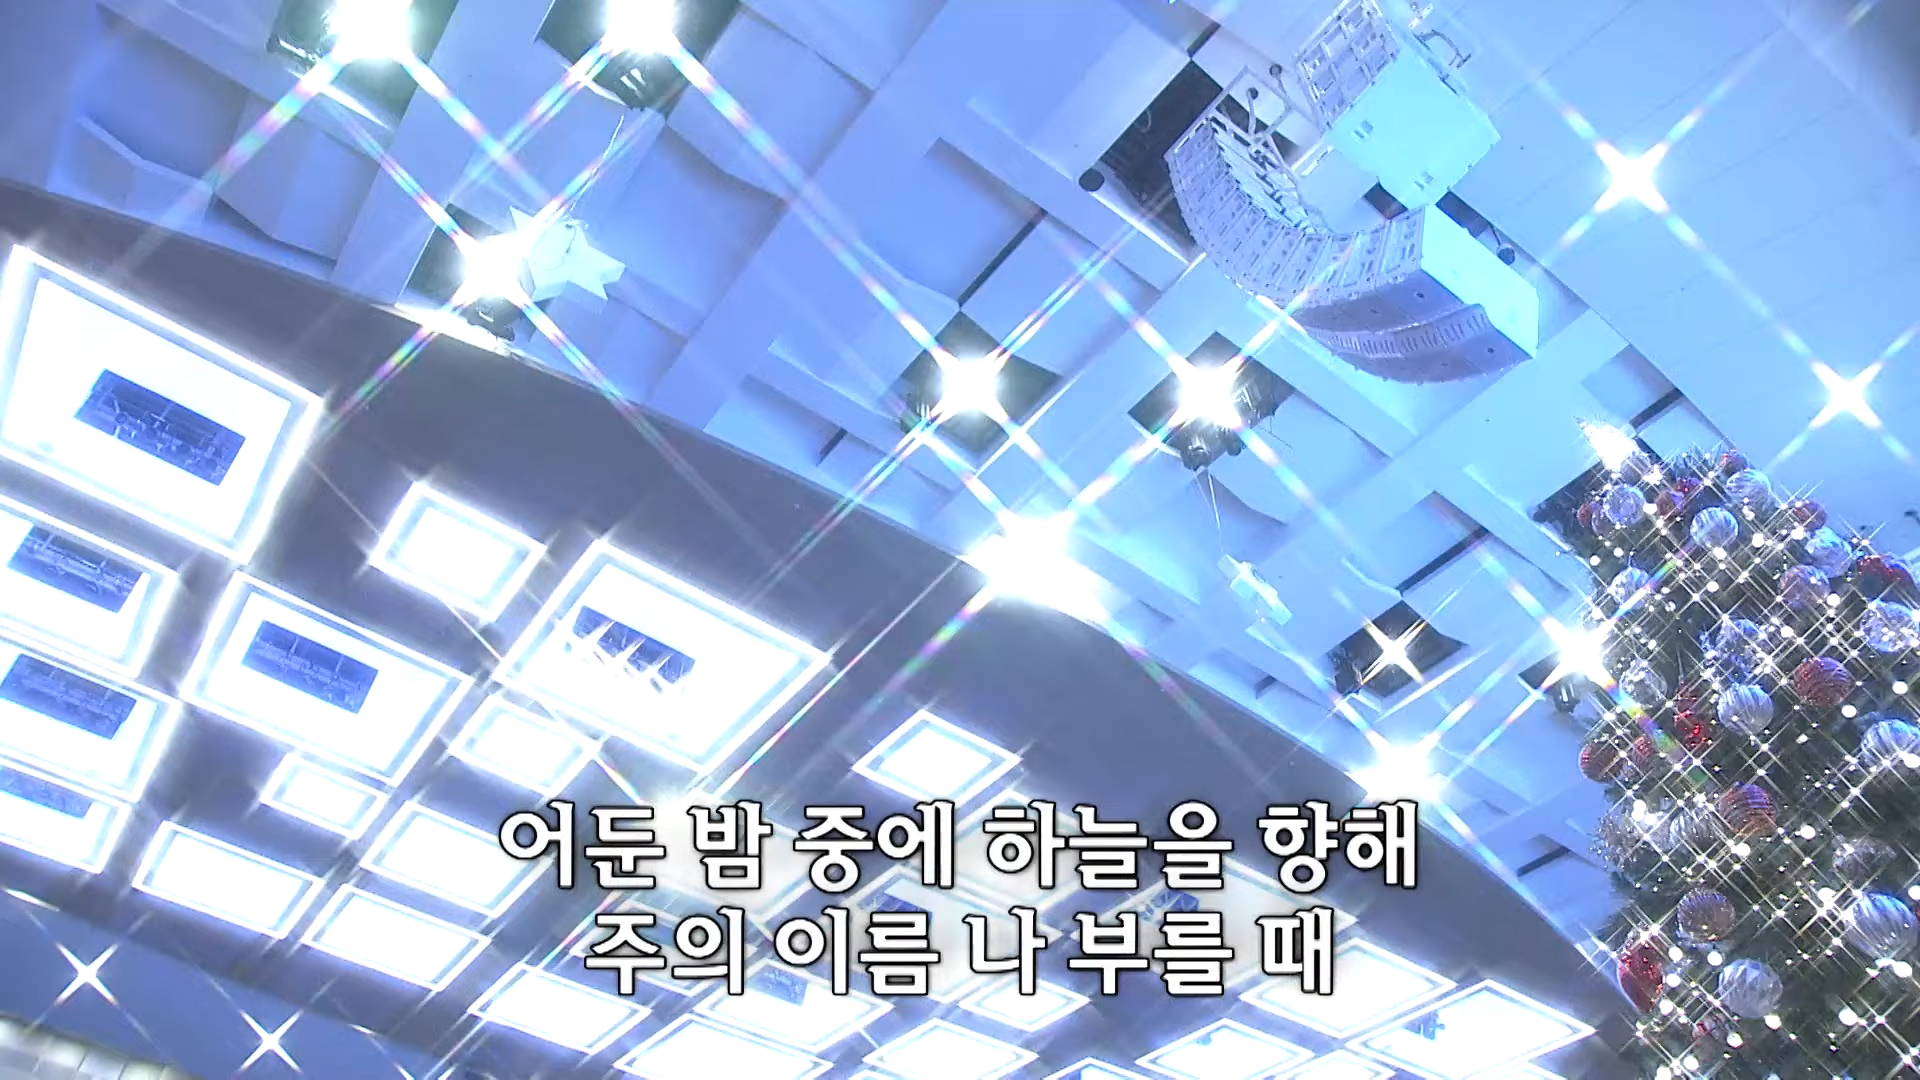 어둔 밤 중에 하늘을 향해
주의 이름 나 부를 때